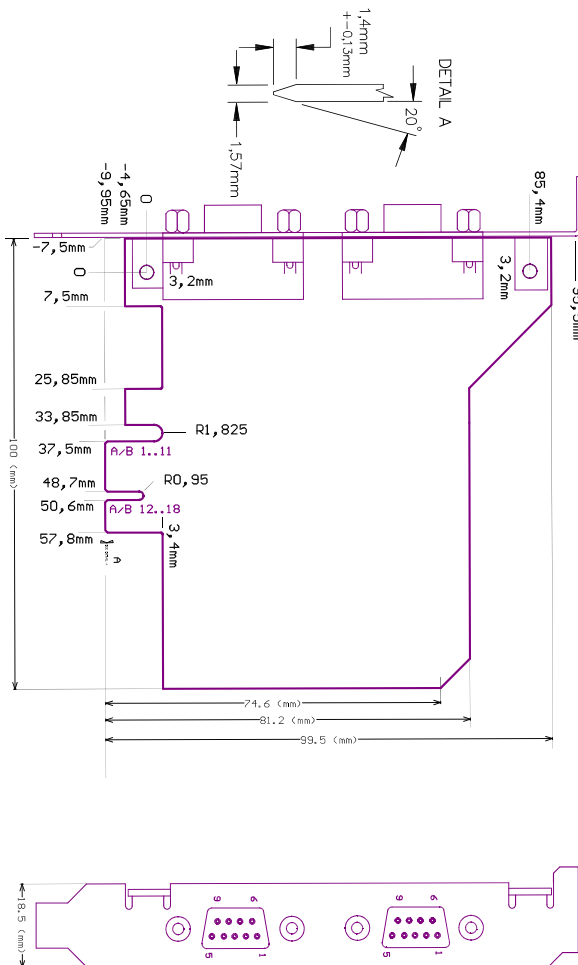 1,4mm
+-0,13mm
DETAIL A
20°
1,57mm
-9,95mm
-4,65mm
0
85,4mm
-7,5mm
0
3,2mm
3,2mm
7,5mm
25,85mm
33,85mm
R1,825
37,5mm
A/B 1..11
48,7mm
R0,95
50,6mm
A/B 12..18
57,8mm
3,4mm
A
100 (mm)
74.6 (mm)
81.2 (mm)
99.5 (mm)
18.5 (mm)
9
6
5
1
9
6
5
1